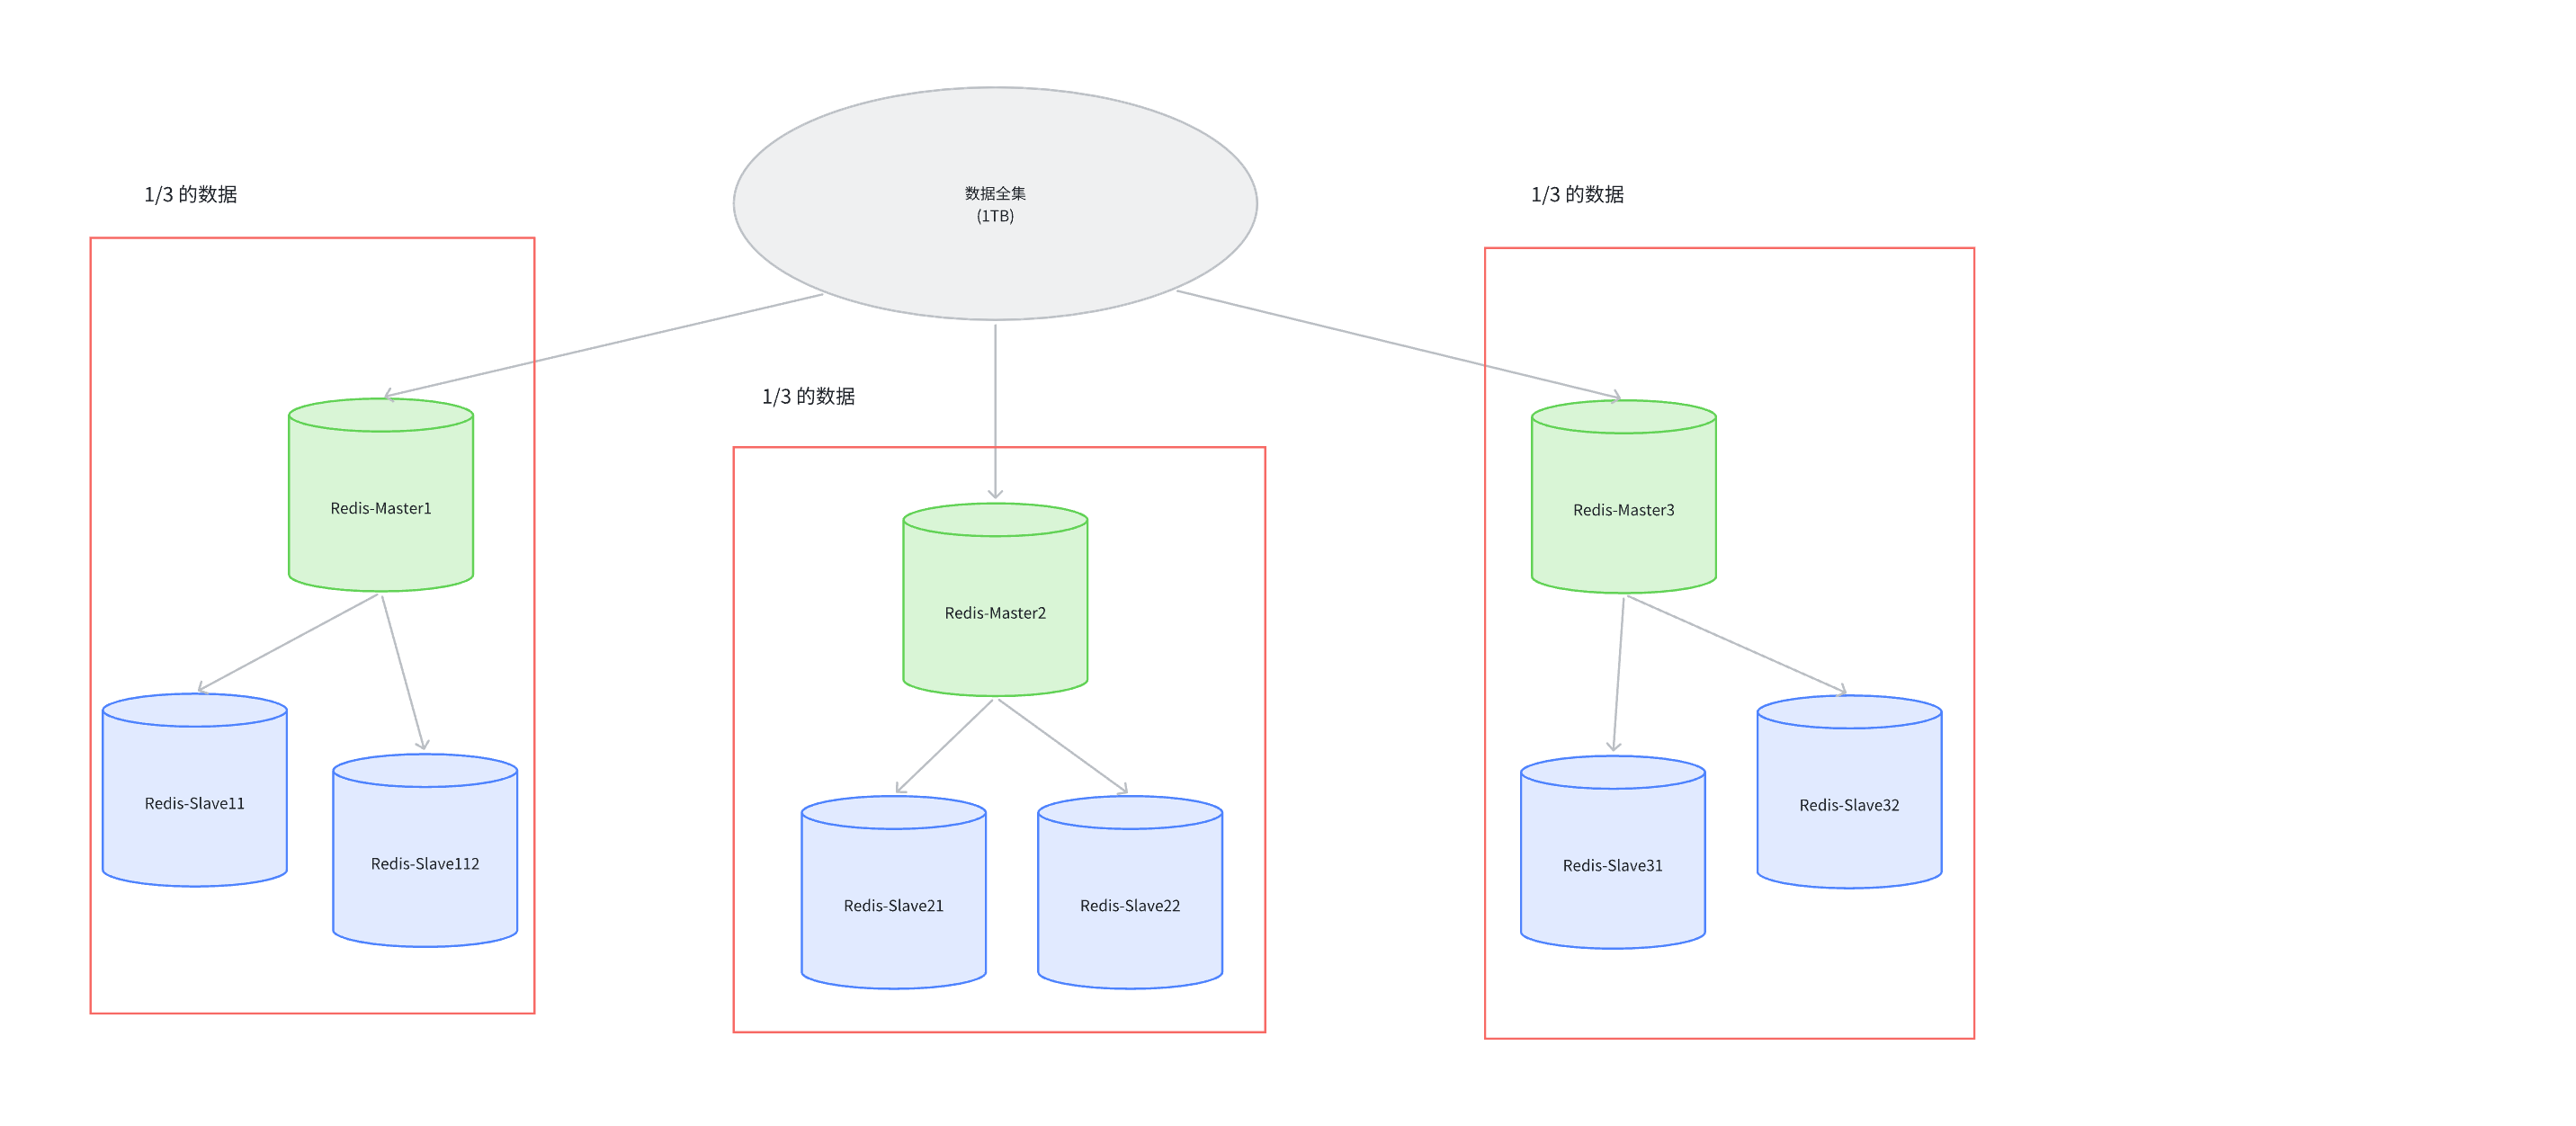 1/3 的数据
数据全集
(1TB)
1/3 的数据
1/3 的数据
Redis-Master1
Redis-Master3
Redis-Master2
Redis-Slave11
Redis-Slave112
Redis-Slave21
Redis-Slave22
Redis-Slave31
Redis-Slave32